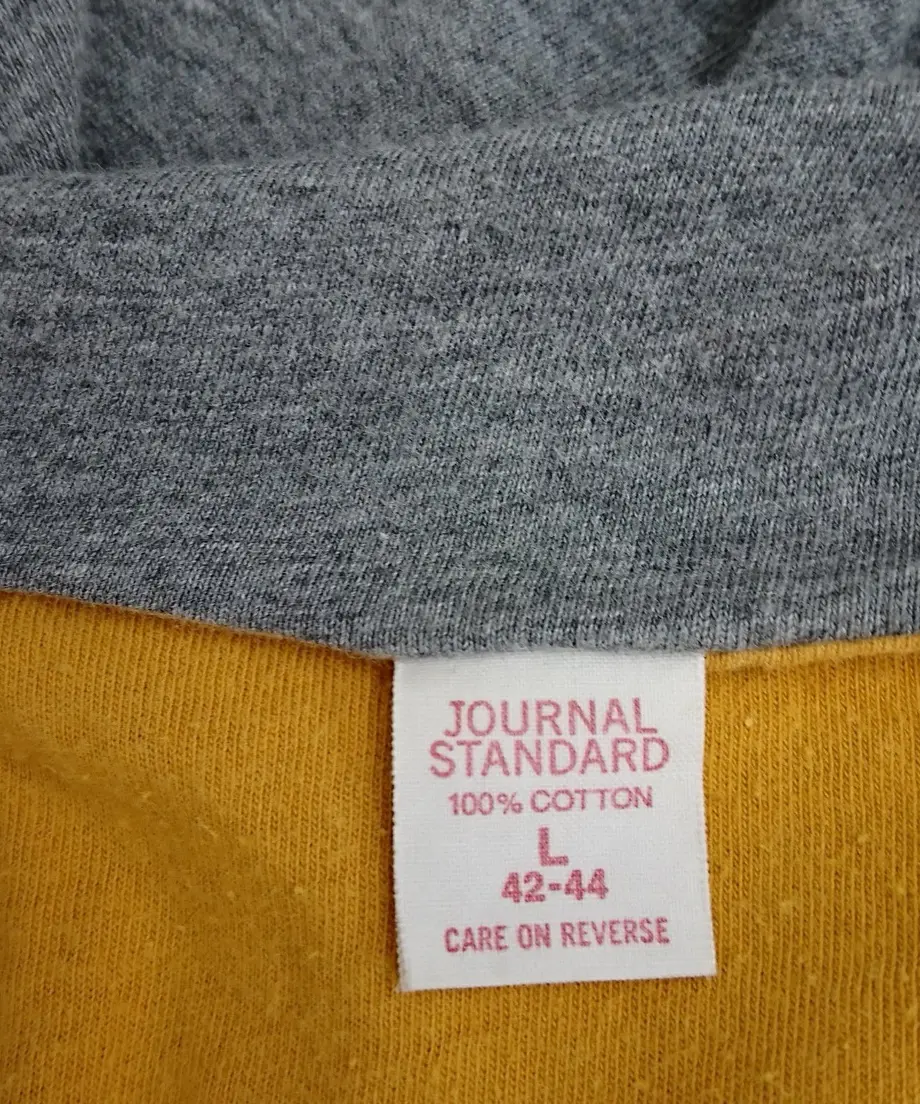 JOURNAL
STANDARD
100% COTTON
L
42-44
CARE ON REVERSE